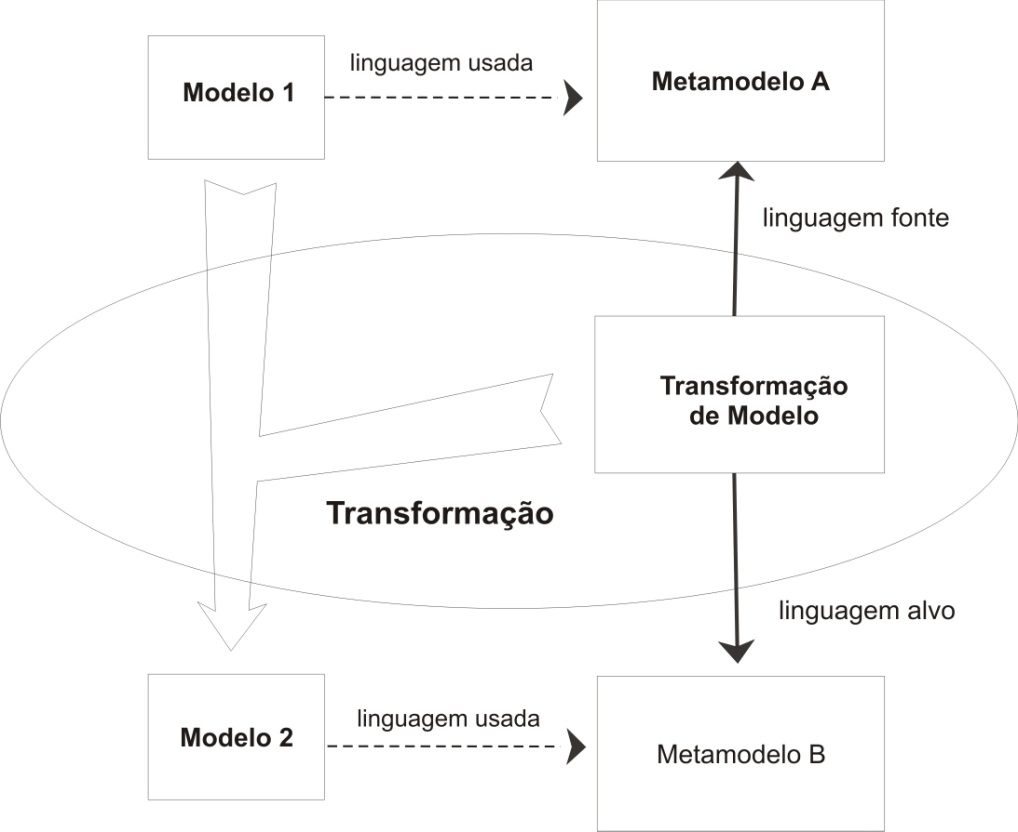 Modelo 1
linguagem usada
Metamodelo A
linguagem fonte
Transformação
de Modelo
Transformação
linguagem alvo
Modelo 2
linguagem usada
Metamodelo B